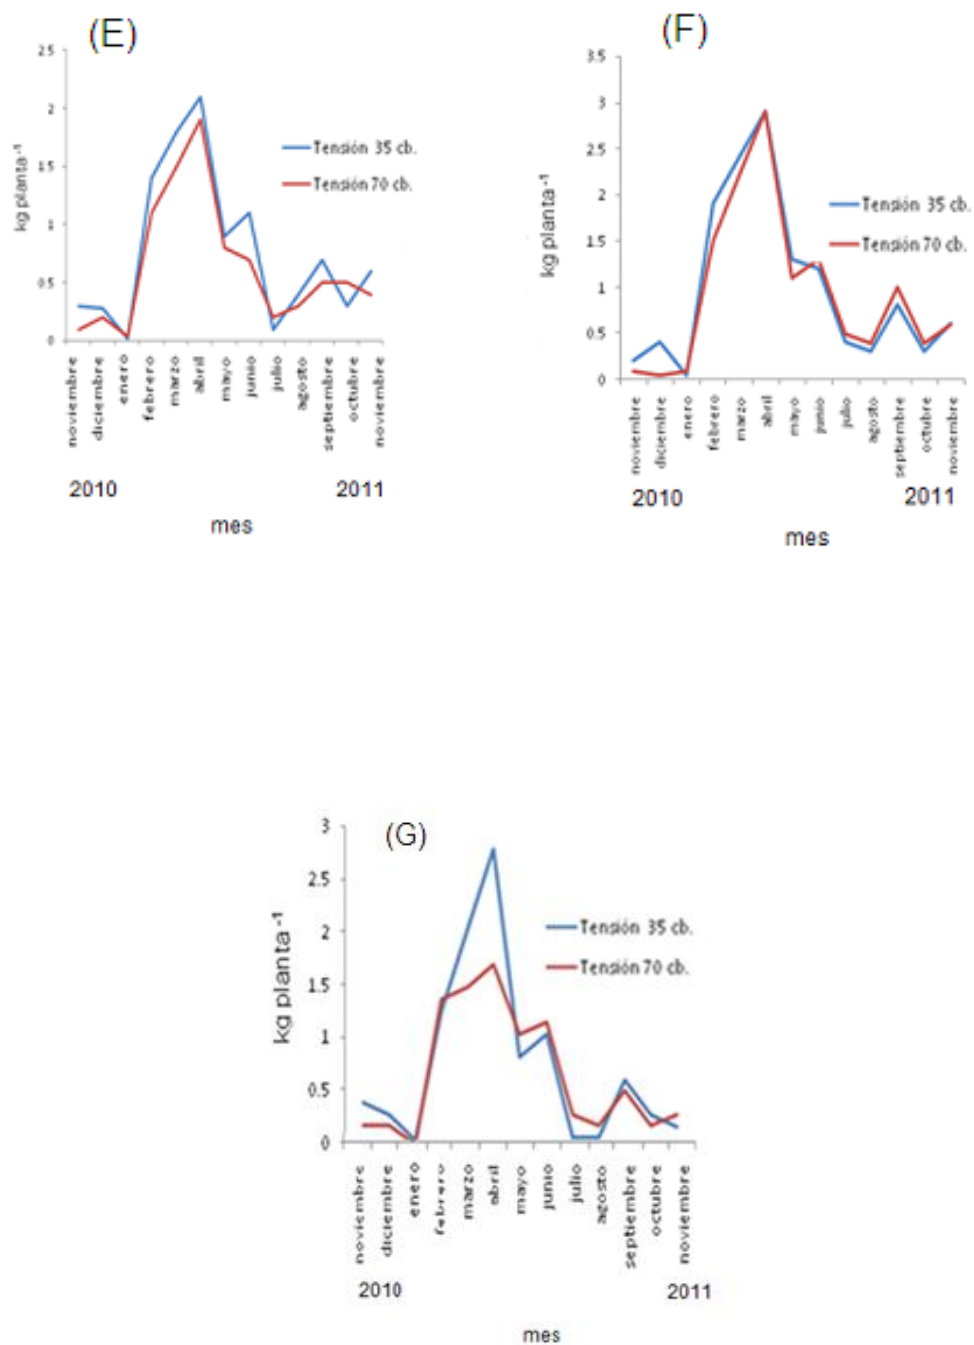 (E)
2.5
2
1.5
1
0.5
0
kg planta⁻¹
Tensión 35 cb.
Tensión 70 cb.
noviembre
diciembre
enero
febrero
marzo
abril
mayo
junio
julio
agosto
septiembre
octubre
noviembre
2010
2011
mes
(F)
3.5
3
2.5
2
1.5
1
0.5
0
kg planta⁻¹
Tensión 35 cb.
Tensión 70 cb.
noviembre
diciembre
enero
febrero
marzo
abril
mayo
junio
julio
agosto
septiembre
octubre
noviembre
2010
2011
mes
(G)
3
2.5
2
1.5
1
0.5
0
kg planta⁻¹
Tensión 35 cb.
Tensión 70 cb.
noviembre
diciembre
enero
febrero
marzo
abril
mayo
junio
julio
agosto
septiembre
octubre
noviembre
2010
2011
mes